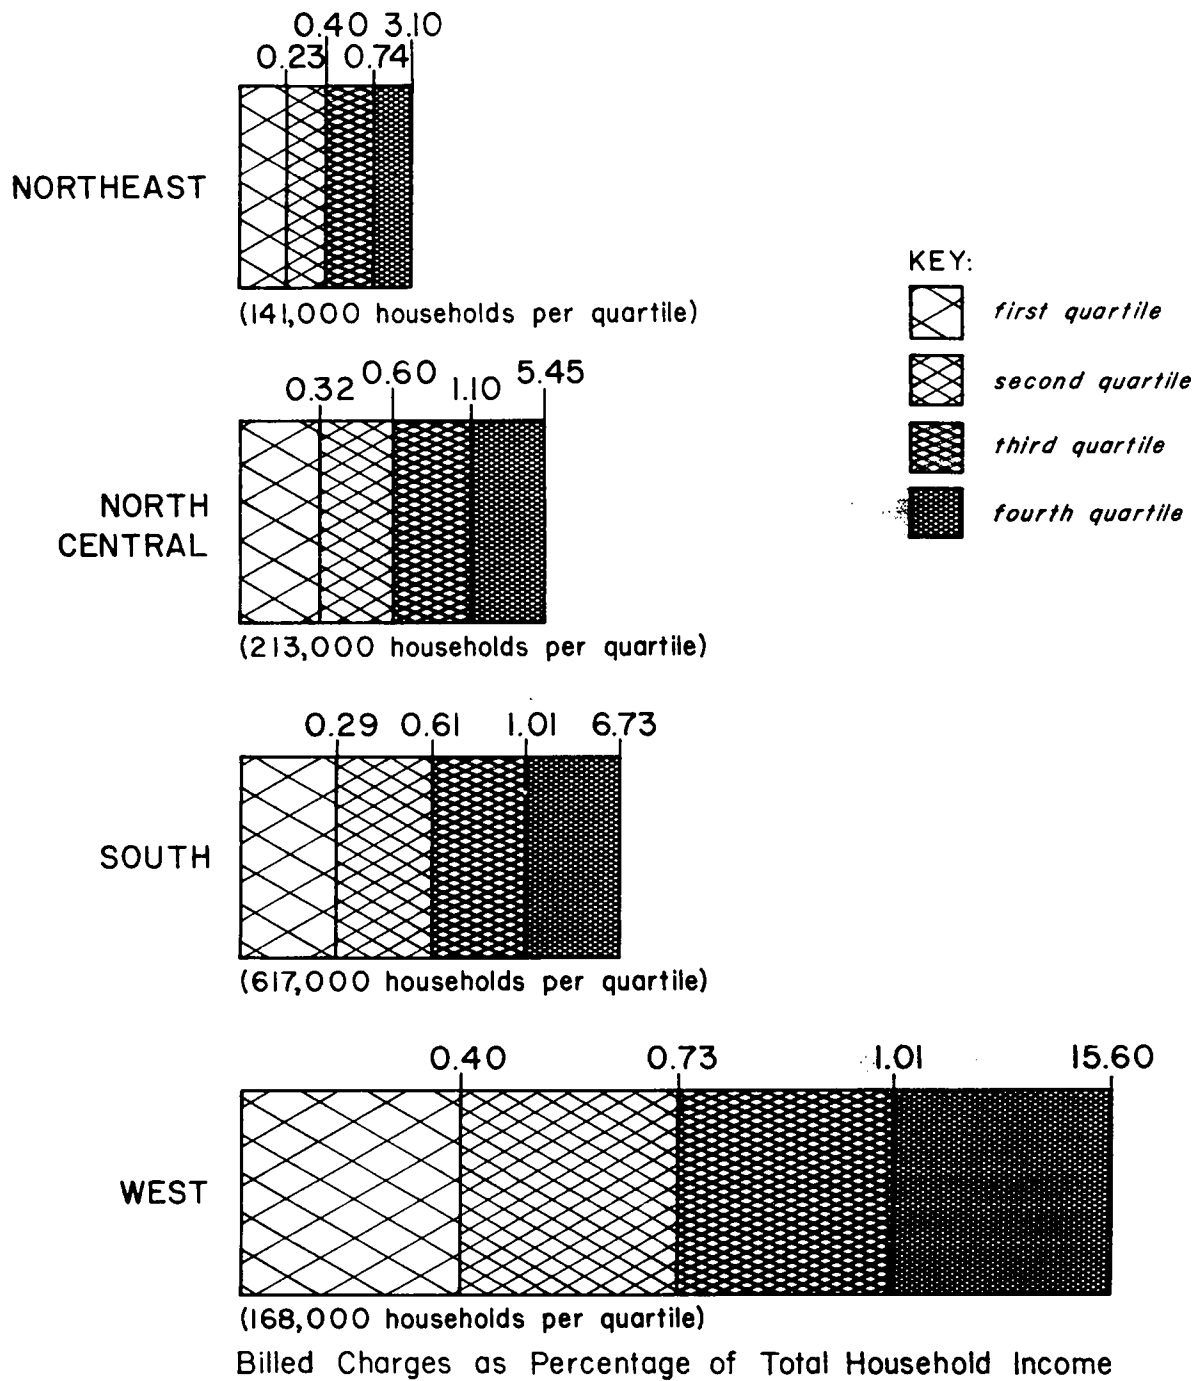 0.40 3.10
0.23 0.74
NORTHEAST
(141,000 households per quartile)
KEY:
first quartile
second quartile
third quartile
fourth quartile
0.32 0.60 1.10 5.45
NORTH
CENTRAL
(213,000 households per quartile)
0.29 0.61 1.01 6.73
SOUTH
(617,000 households per quartile)
0.40 0.73 1.01 15.60
WEST
(168,000 households per quartile)
Billed Charges as Percentage of Total Household Income